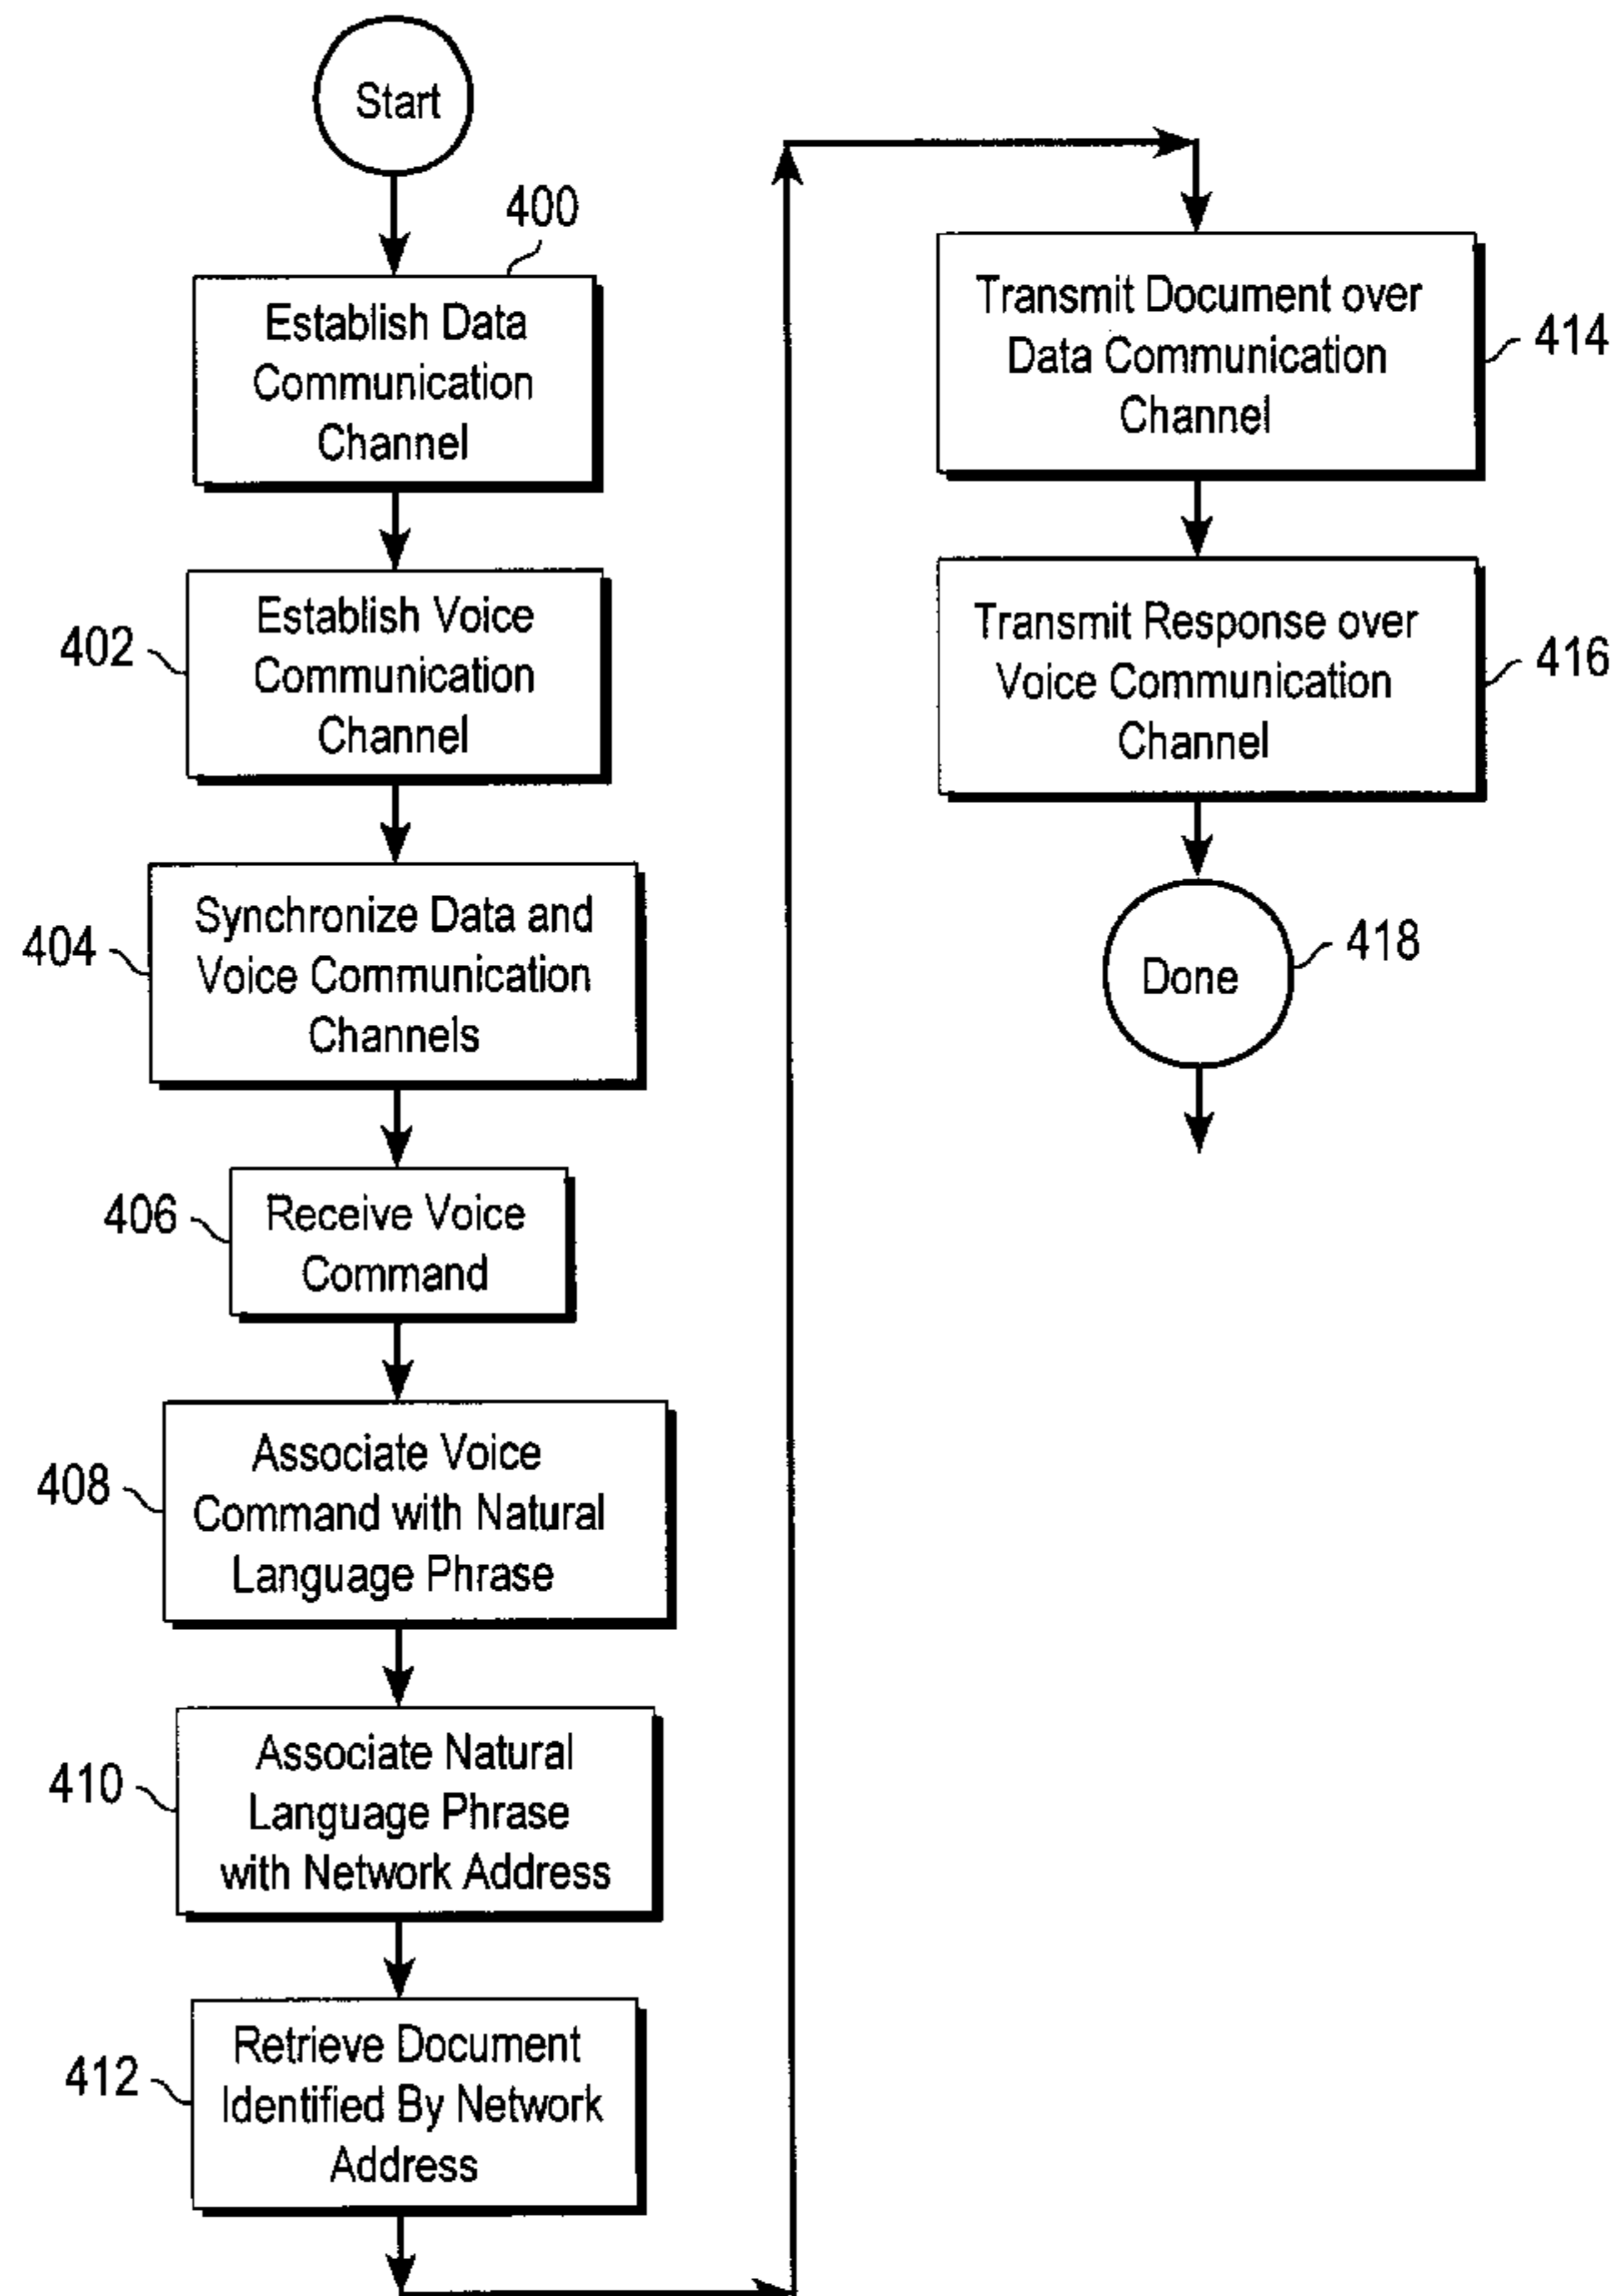 Start
400
Establish Data
Communication
Channel
402
Establish Voice
Communication
Channel
404
Synchronize Data and
Voice Communication
Channels
406
Receive Voice
Command
408
Associate Voice
Command with Natural
Language Phrase
410
Associate Natural
Language Phrase
with Network Address
412
Retrieve Document
Identified By Network
Address
Transmit Document over
Data Communication
Channel
414
Transmit Response over
Voice Communication
Channel
416
Done
418